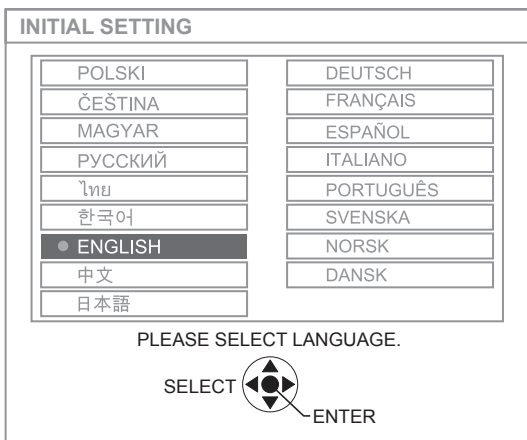 INITIAL SETTING
POLSKI
ČEŠTINA
MAGYAR
РУССКИЙ
ไทย
한국어
ENGLISH
中文
日本語
DEUTSCH
FRANÇAIS
ESPAÑOL
ITALIANO
PORTUGUÊS
SVENSKA
NORSK
DANSK
PLEASE SELECT LANGUAGE.
SELECT
ENTER